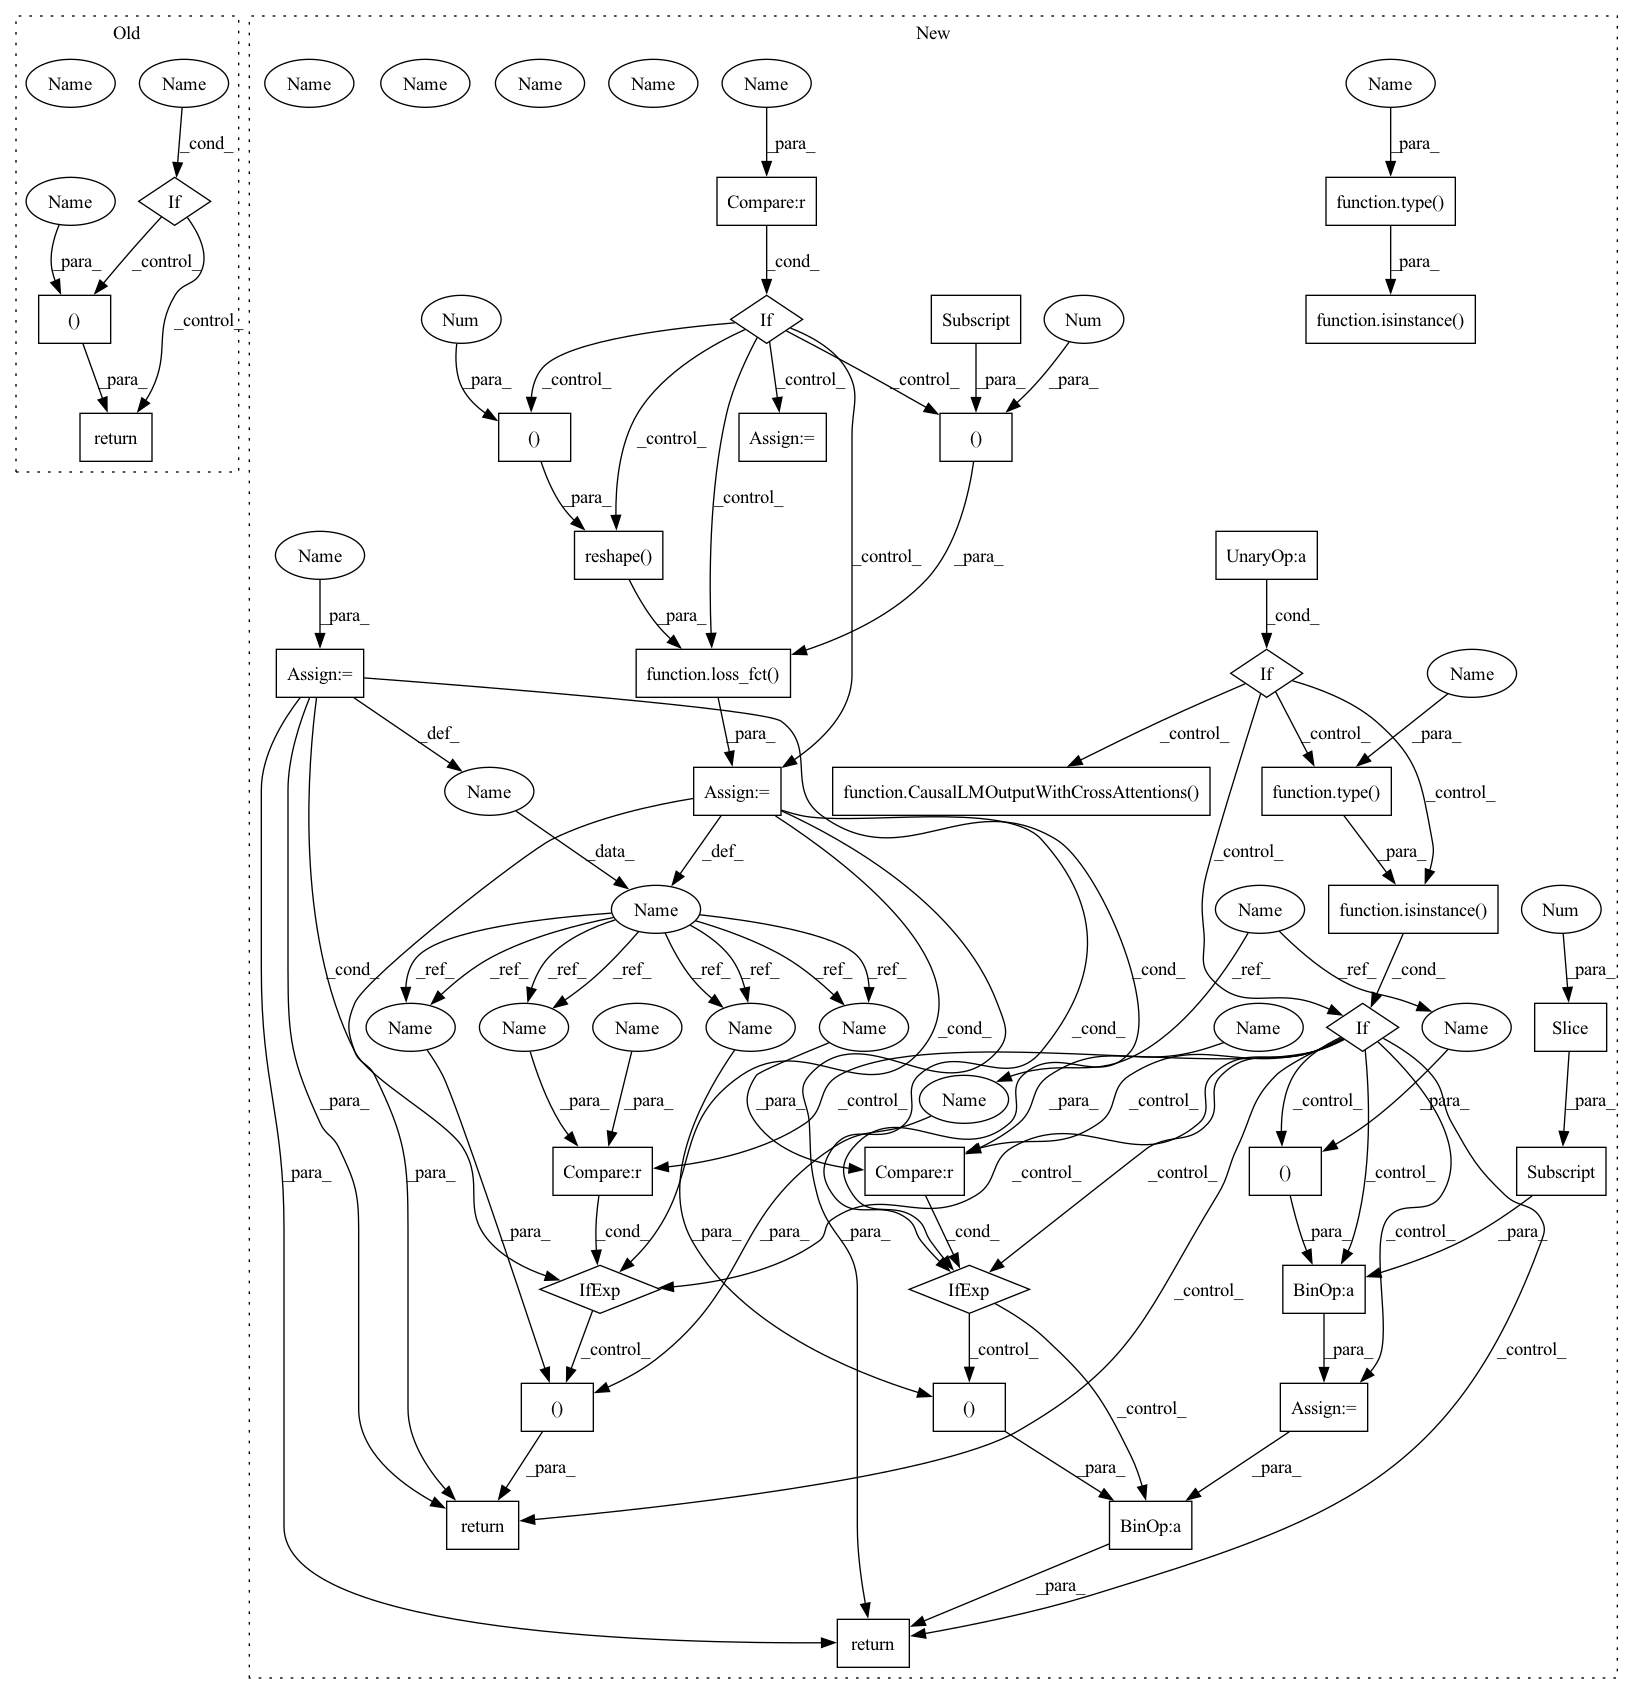 Old
New
Name
Name
Name
Name
Name
Name
Name
Name
_cond_
_para_
_para_
Name
If
Compare:r
function.type()
_para_
_control_
_cond_
_para_
()
_control_
Num
If
Subscript
Num
function.isinstance()
_para_
_para_
_control_
_control_
_control_
_para_
_para_
return
()
_control_
Assign:=
()
_para_
_control_
Name
reshape()
_control_
_para_
UnaryOp:a
_para_
_para_
_cond_
Assign:=
function.loss_fct()
If
Name
_def_
_para_
_control_
_control_
_para_
Name
Assign:=
function.CausalLMOutputWithCrossAttentions()
function.type()
_control_
_data_
_def_
_control_
_para_
Name
Name
function.isinstance()
Num
_cond_
_ref_
_ref_
_ref_
_ref_
_ref_
_ref_
_ref_
_ref_
_cond_
_ref_
_ref_
_cond_
_para_
Name
Name
Name
Name
Name
Name
If
Name
Slice
_cond_
_cond_
_para_
_para_
_para_
_control_
Name
_para_
_control_
_control_
_para_
_para_
_para_
Compare:r
Compare:r
()
Subscript
_para_
_para_
_control_
_control_
_control_
_para_
_cond_
_para_
_para_
_para_
_cond_
_para_
_control_
_para_
IfExp
IfExp
BinOp:a
_control_
_control_
_control_
_para_
_control_
()
()
Assign:=
_control_
_para_
_para_
_para_
return
BinOp:a
_para_
return